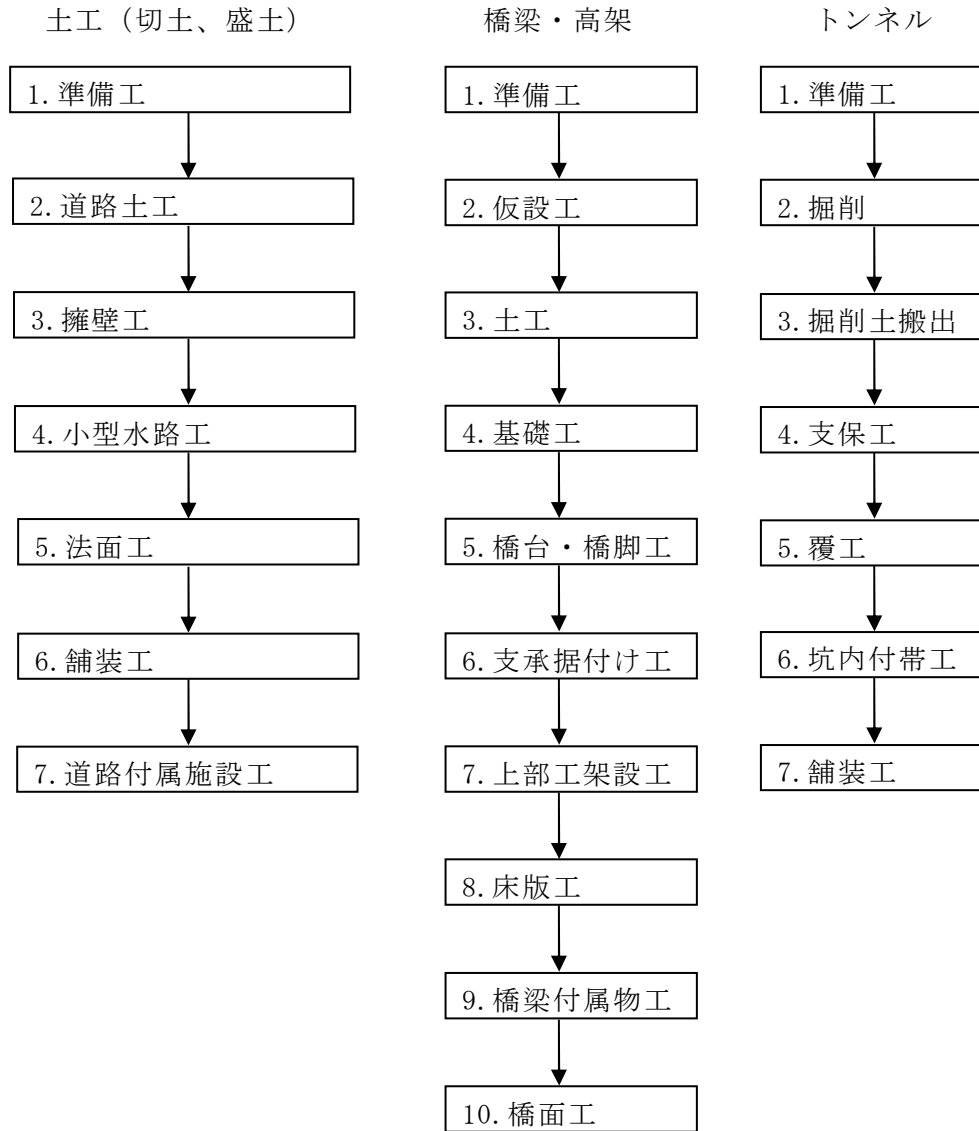 土工（切土、盛土）
1.準備工
2.道路土工
3.擁壁工
4.小型水路工
5.法面工
6.舗装工
7.道路付属施設工
橋梁・高架
1.準備工
2.仮設工
3.土工
4.基礎工
5.橋台・橋脚工
6.支承据付け工
7.上部工架設工
8.床版工
9.橋梁付属物工
10.橋面工
トンネル
1.準備工
2.掘削
3.掘削土搬出
4.支保工
5.覆工
6.坑内付帯工
7.舗装工